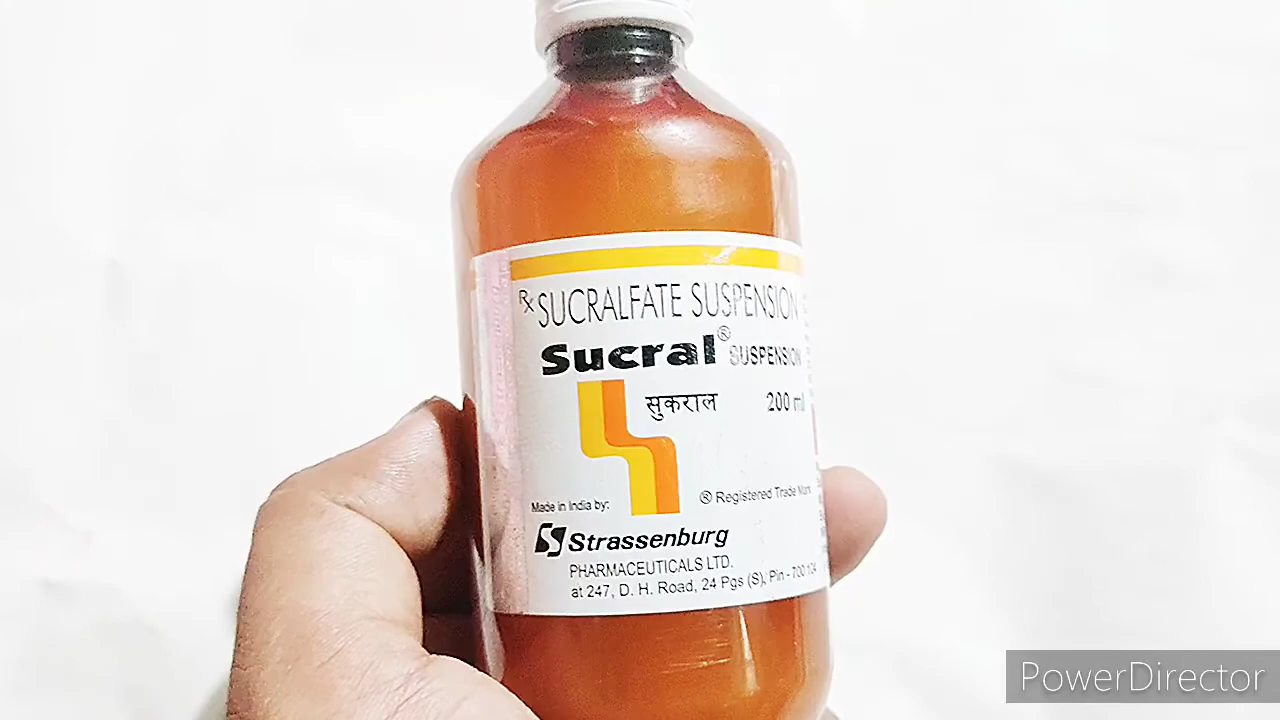 Rx SUCRALFATE SUSPENSION
Sucral® SUSPENSION
सुकराल 200 ml
® Registered Trade Mark
Made in India by:
Strassenburg
PHARMACEUTICALS LTD.
at 247, D. H. Road, 24 Pgs (S), Pin - 700 104
PowerDirector